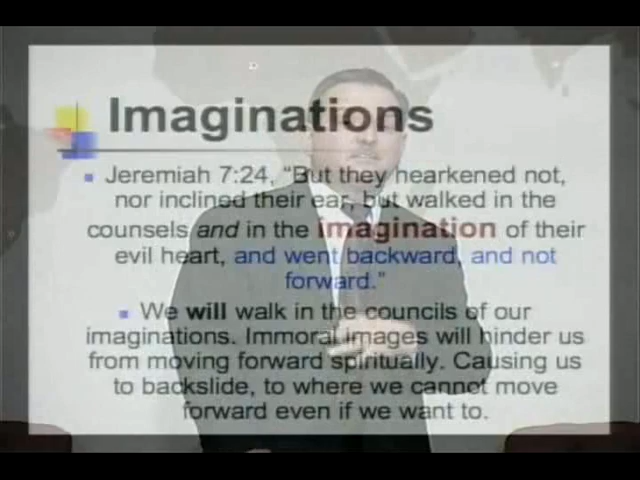 Imaginations
Jeremiah 7:24, “But they hearkened not,
nor inclined their ear, but walked in the
counsels and in the imagination of their
evil heart, and went backward, and not
forward.”
We will walk in the councils of our
imaginations. Immoral images will hinder us
from moving forward spiritually. Causing us
to backslide, to where we cannot move
forward even if we want to.